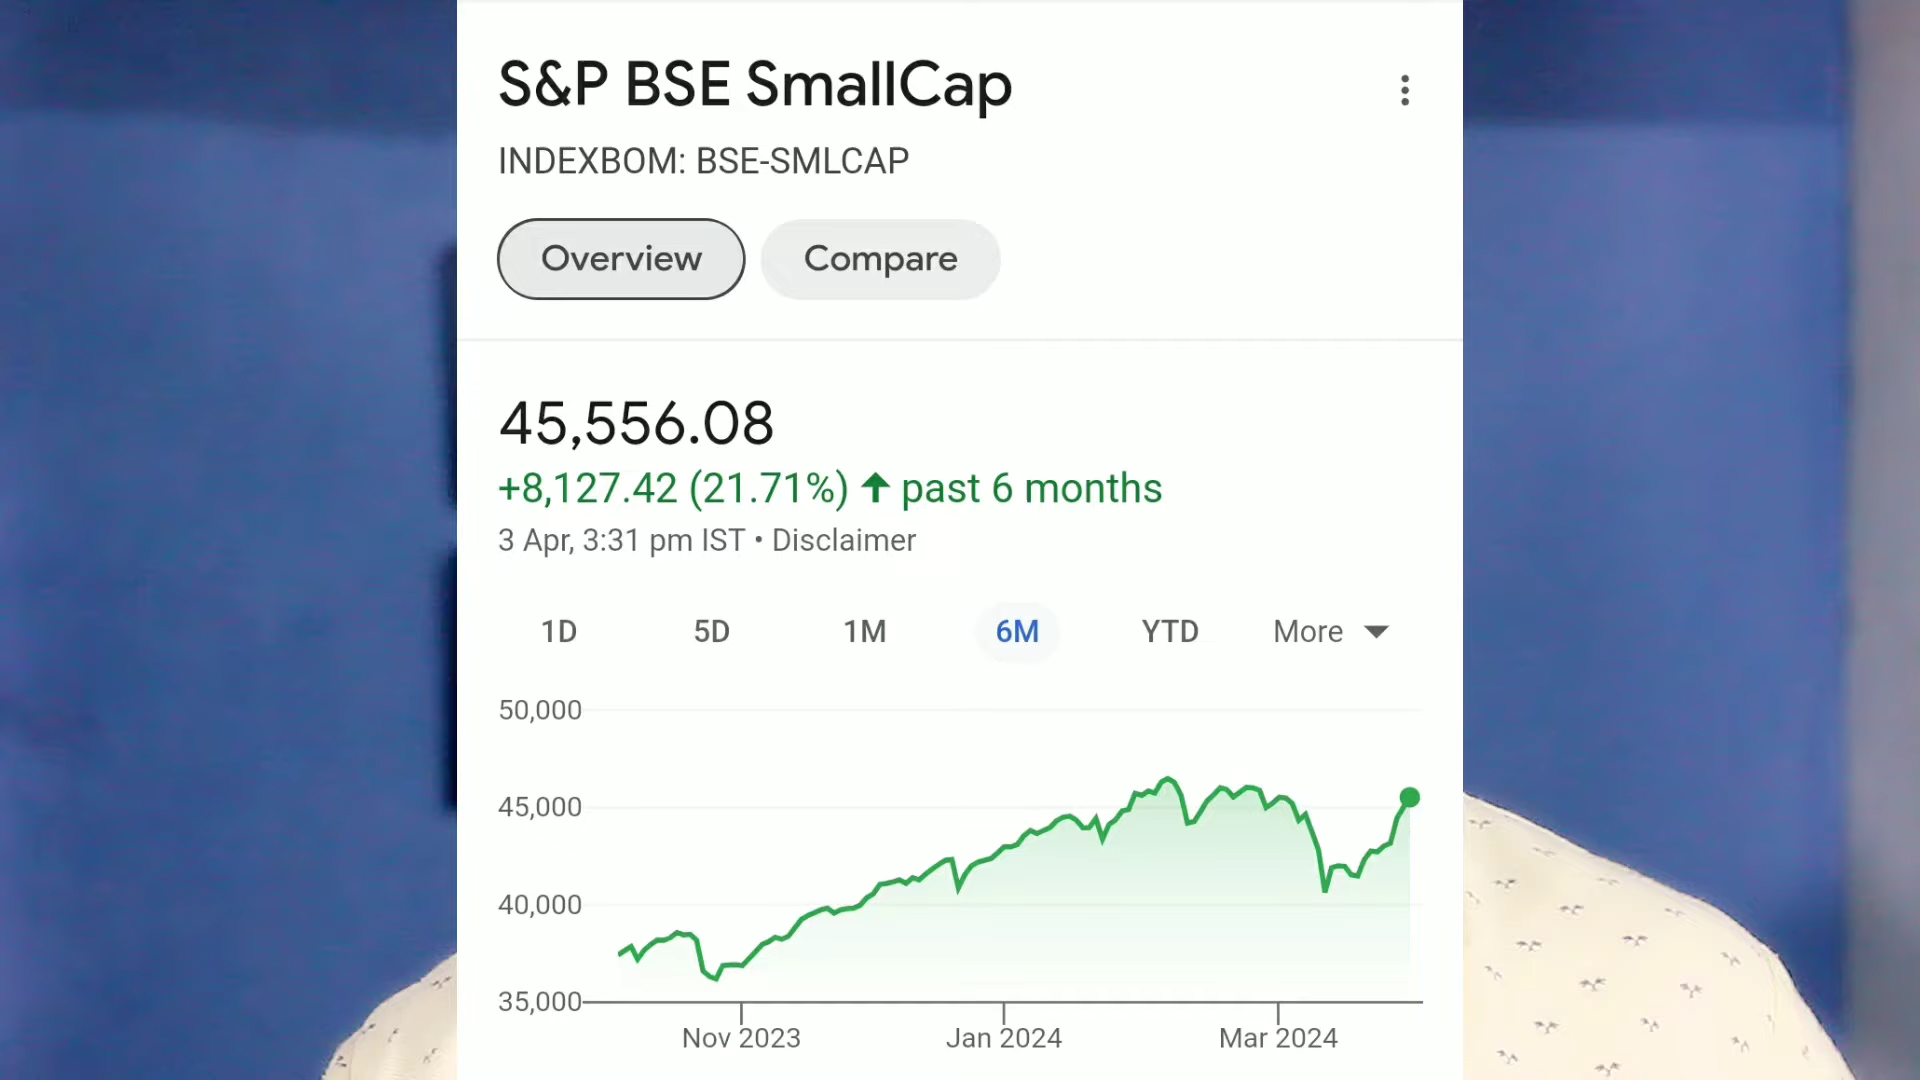 S&P BSE SmallCap
INDEXBOM: BSE-SMLCAP
Overview Compare
45,556.08
+8,127.42 (21.71%) ↑ past 6 months
3 Apr, 3:31 pm IST • Disclaimer
1D 5D 1M 6M YTD More
50,000
45,000
40,000
35,000
Nov 2023 Jan 2024 Mar 2024